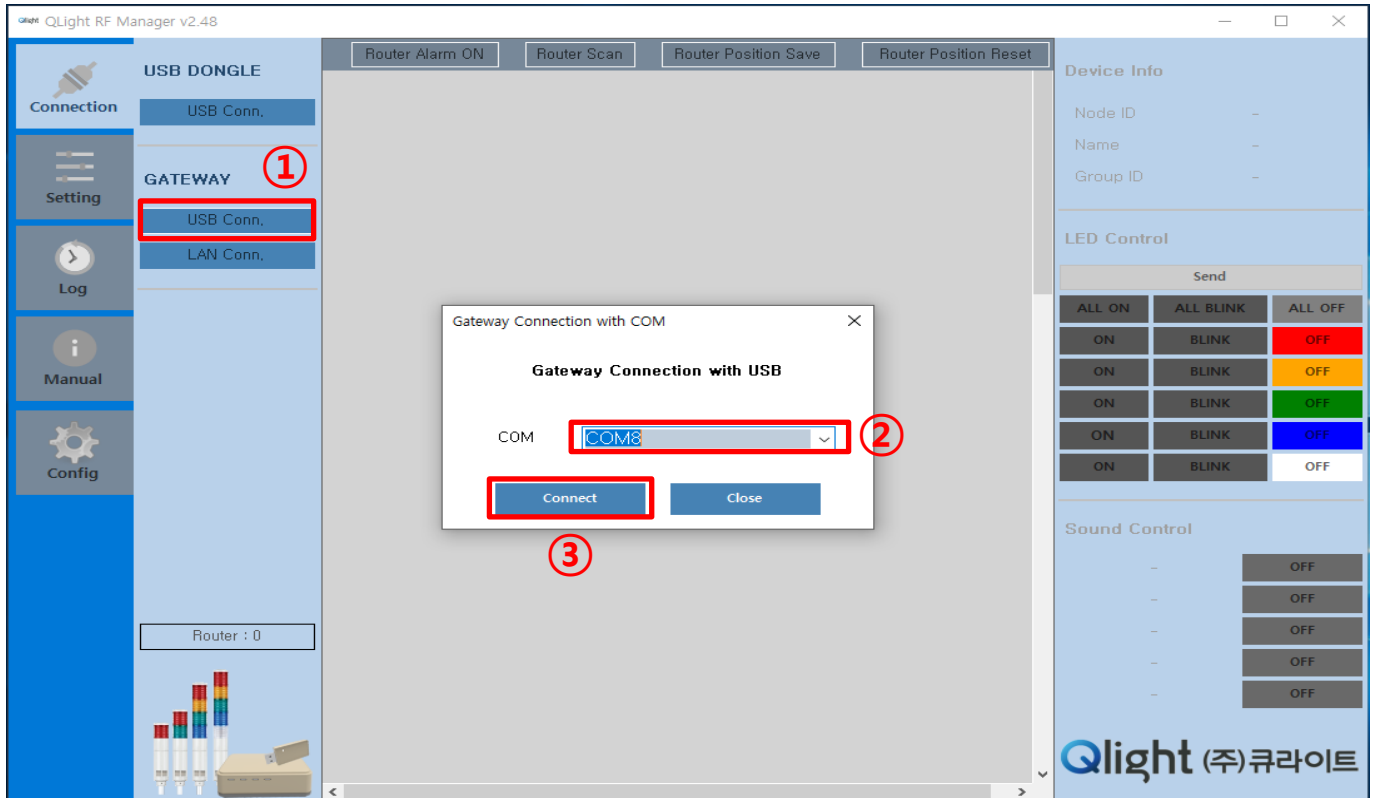 Qlight QLight RF Manager v2.48
Connection
Setting
Log
Manual
Config
USB DONGLE
USB Conn,
①
GATEWAY
USB Conn,
LAN Conn,
Router : 0
Router Alarm ON
Router Scan
Router Position Save
Router Position Reset
Gateway Connection with COM
Gateway Connection with USB
COM COM8
②
Connect Close
③
Device Info
Node ID -
Name -
Group ID -
LED Control
Send
ALL ON ALL BLINK ALL OFF
ON BLINK OFF
ON BLINK OFF
ON BLINK OFF
ON BLINK OFF
ON BLINK OFF
Sound Control
- OFF
- OFF
- OFF
- OFF
- OFF
Qlight (주)큐라이트